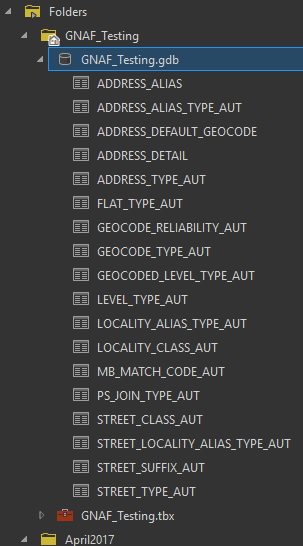 Folders
GNAF_Testing
GNAF_Testing.gdb
ADDRESS_ALIAS
ADDRESS_ALIAS_TYPE_AUT
ADDRESS_DEFAULT_GEOCODE
ADDRESS_DETAIL
ADDRESS_TYPE_AUT
FLAT_TYPE_AUT
GEOCODE_RELIABILITY_AUT
GEOCODE_TYPE_AUT
GEOCODED_LEVEL_TYPE_AUT
LEVEL_TYPE_AUT
LOCALITY_ALIAS_TYPE_AUT
LOCALITY_CLASS_AUT
MB_MATCH_CODE_AUT
PS_JOIN_TYPE_AUT
STREET_CLASS_AUT
STREET_LOCALITY_ALIAS_TYPE_AUT
STREET_SUFFIX_AUT
STREET_TYPE_AUT
GNAF_Testing.tbx
April2017